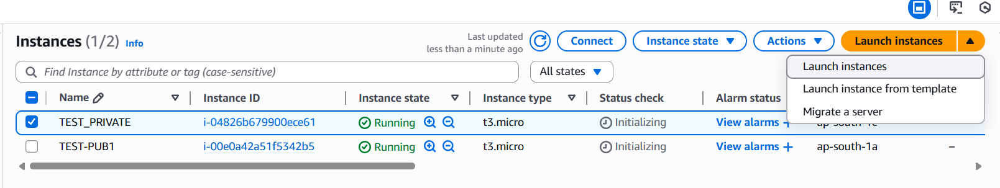 Instances (1/2) Info
Last updated
less than a minute ago
Connect
Instance state
Actions
Launch instances
Find Instance by attribute or tag (case-sensitive)
All states
Launch instances
Launch instance from template
Migrate a server
Name Instance ID Instance state Instance type Status check Alarm status
TEST_PRIVATE i-04826b679900ece61 Running t3.micro Initializing View alarms +
TEST-PUB1 i-00e0a42a51f5342b5 Running t3.micro Initializing View alarms + ap-south-1a –